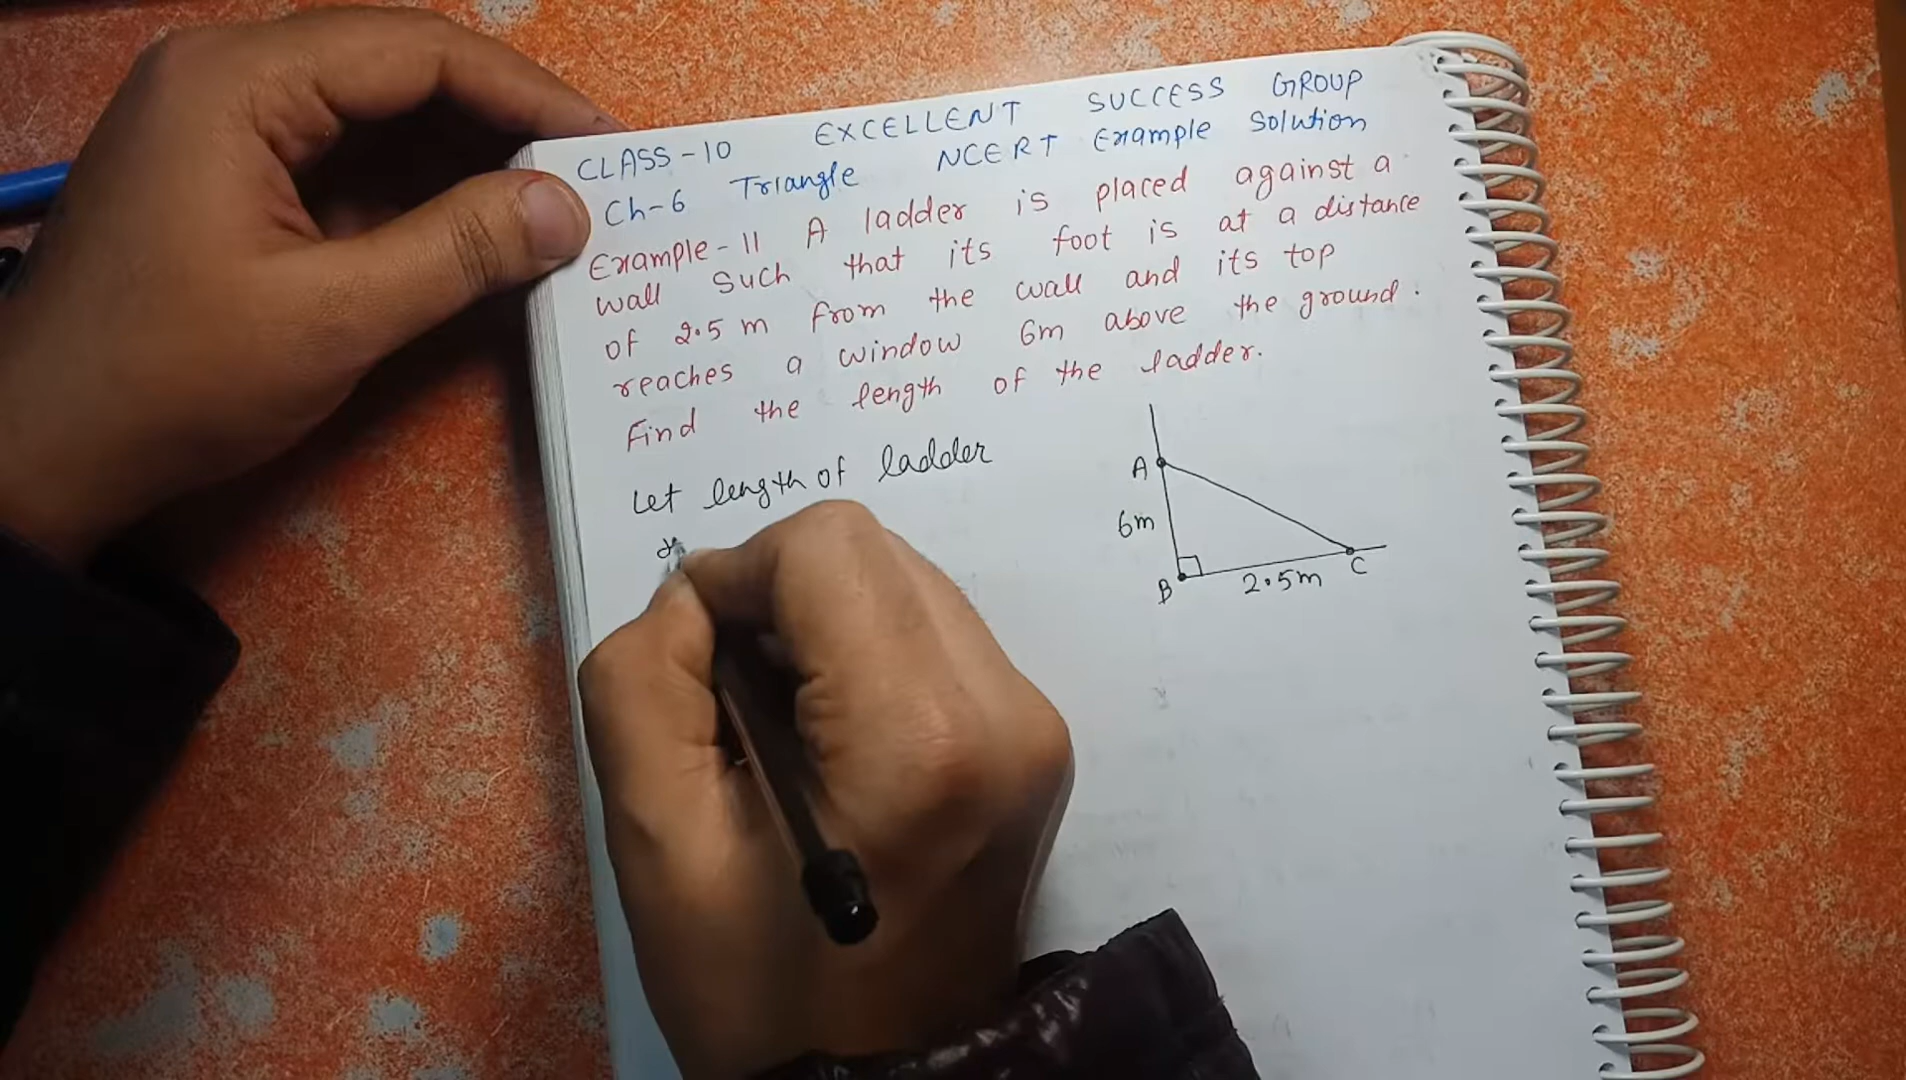 CLASS-10 EXCELLENT SUCCESS GROUP
Ch-6 Triangle NCERT Example Solution
Example-11 A ladder is placed against a
wall such that its foot is at a distance
of 2.5 m from the wall and its top
reaches a window 6m above the ground.
Find the length of the ladder.
Let length of ladder
A
6m
B
2.5m
C